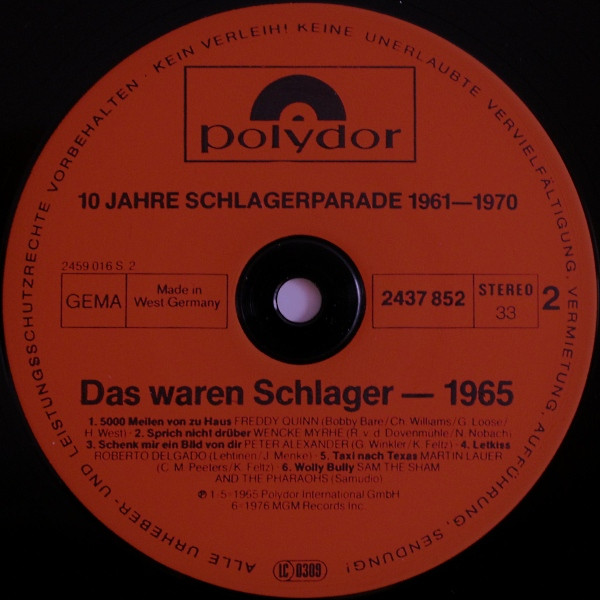 ALLE URHEBER- UND LEISTUNGSSCHUTZRECHTE VORBEHALTEN · KEIN VERLEIH! KEINE UNERLAUBTE VERVIELFÄLTIGUNG, VERMIETUNG, AUFFÜHRUNG, SENDUNG!
polydor
10 JAHRE SCHLAGERPARADE 1961—1970
2459 016 S 2
GEMA
Made in
West Germany
2437 852
STEREO
33
2
Das waren Schlager — 1965
1. 5000 Meilen von zu Haus FREDDY QUINN (Bobby Bare/Ch. Williams/G. Loose/
H. West) · 2. Sprich nicht drüber WENCKE MYRHE (R. v. d. Dovenmühle/N. Nobach)
3. Schenk mir ein Bild von dir PETER ALEXANDER (G. Winkler/K. Feltz) · 4. Letkiss
ROBERTO DELGADO (Lehtinen/J. Menke) · 5. Taxi nach Texas MARTIN LAUER
(C. M. Peeters/K. Feltz) · 6. Wolly Bully SAM THE SHAM
AND THE PHARAOHS (Samudio)
℗ 1-5=1965 Polydor International GmbH
6=1976 MGM Records Inc.
LC 0309